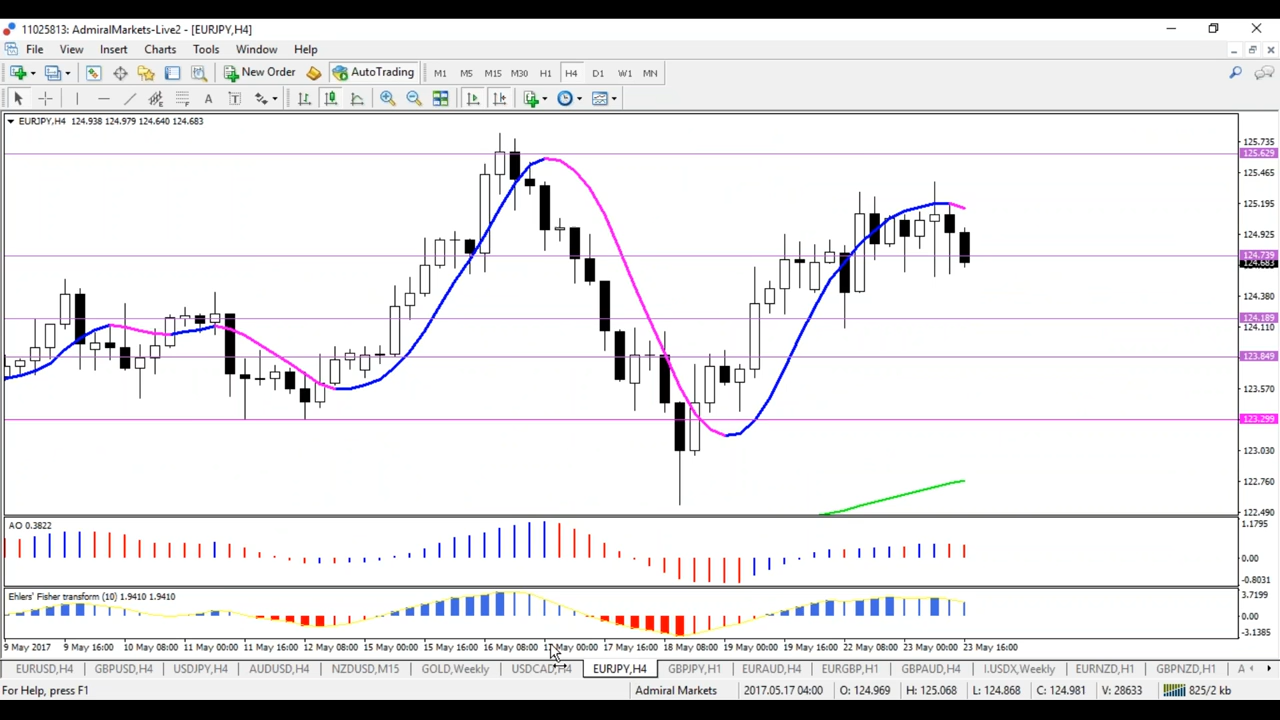 11025813: AdmiralMarkets-Live2 - [EURJPY,H4]
File View Insert Charts Tools Window Help
New Order AutoTrading M1 M5 M15 M30 H1 H4 D1 W1 MN
A T
EURJPY,H4 124.938 124.979 124.640 124.683
125.735
125.629
125.465
125.195
124.925
124.739
124.683
124.380
124.189
124.110
123.849
123.570
123.299
123.030
122.760
122.490
AO 0.3822
1.1795
0.00
-0.8031
Ehlers' Fisher transform (10) 1.9410 1.9410
3.7199
0.00
-3.1385
9 May 2017 9 May 16:00 10 May 08:00 11 May 00:00 11 May 16:00 12 May 08:00 15 May 00:00 15 May 16:00 16 May 08:00 17 May 00:00 17 May 16:00 18 May 08:00 19 May 00:00 19 May 16:00 22 May 08:00 23 May 00:00 23 May 16:00
EURUSD,H4 GBPUSD,H4 USDJPY,H4 AUDUSD,H4 NZDUSD,M15 GOLD,Weekly USDCAD,H4 EURJPY,H4 GBPJPY,H1 EURAUD,H4 EURGBP,H1 GBPAUD,H4 I.USDX,Weekly EURNZD,H1 GBPNZD,H1 A
For Help, press F1 Admiral Markets 2017.05.17 04:00 O: 124.969 H: 125.068 L: 124.868 C: 124.981 V: 28633 825/2 kb